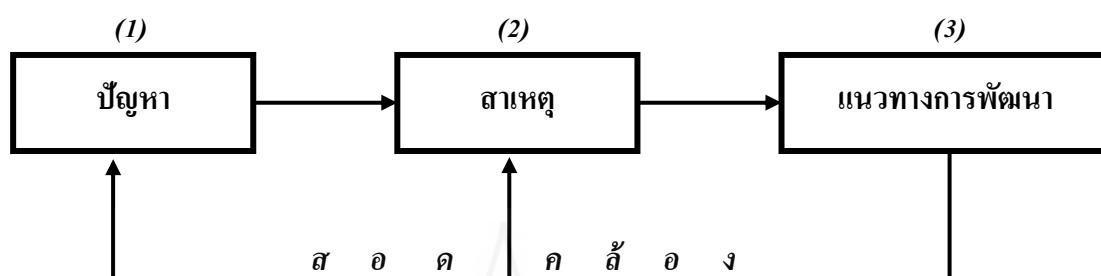 (1) (2) (3)
ปัญหา สาเหตุ แนวทางการพัฒนา
ส อ ด ค ล้ อ ง